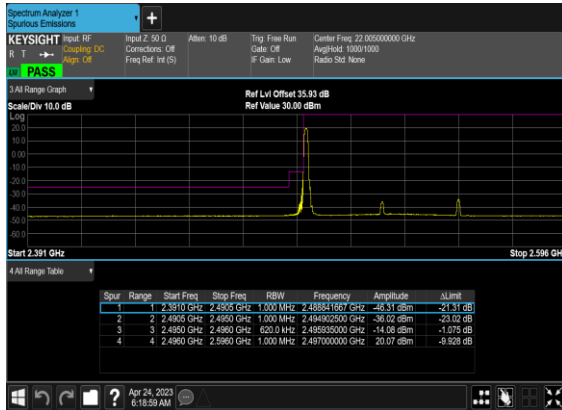 Spectrum Analyzer 1
Spurious Emissions
+
KEYSIGHT Input: RF
R T Coupling: DC
Align: Off
Input Z: 50 Ω
Corrections: Off
Freq Ref: Int (S)
Atten: 10 dB
Trig: Free Run
Gate: Off
IF Gain: Low
Center Freq: 22.005000000 GHz
Avg|Hold: 1000/1000
Radio Std: None
PASS
3 All Range Graph
Ref Lvl Offset 35.93 dB
Scale/Div 10.0 dB
Ref Value 30.00 dBm
Log
20.0
10.0
0.00
-10.0
-20.0
-30.0
-40.0
-50.0
-60.0
Start 2.391 GHz
Stop 2.596 GH
4 All Range Table
Spur Range Start Freq Stop Freq RBW Frequency Amplitude ΔLimit
1 1 2.3910 GHz 2.4905 GHz 1.000 MHz 2.488841667 GHz -46.31 dBm -21.31 dB
2 2 2.4905 GHz 2.4950 GHz 1.000 MHz 2.494902500 GHz -36.02 dBm -23.02 dB
3 3 2.4950 GHz 2.4960 GHz 620.0 kHz 2.495935000 GHz -14.08 dBm -1.075 dB
4 4 2.4960 GHz 2.5960 GHz 1.000 MHz 2.497000000 GHz 20.07 dBm -9.928 dB
?
Apr 24, 2023
6:18:59 AM